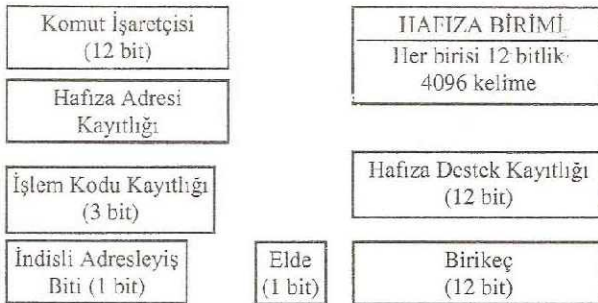 Komut İşaretçisi
(12 bit)
HAFIZA BİRİMİ
Her birisi 12 bitlik
4096 kelime
Hafıza Adresi
Kayıtlığı
İşlem Kodu Kayıtlığı
(3 bit)
Hafıza Destek Kayıtlığı
(12 bit)
İndisli Adresleyiş
Biti (1 bit)
Elde
(1 bit)
Birikeç
(12 bit)